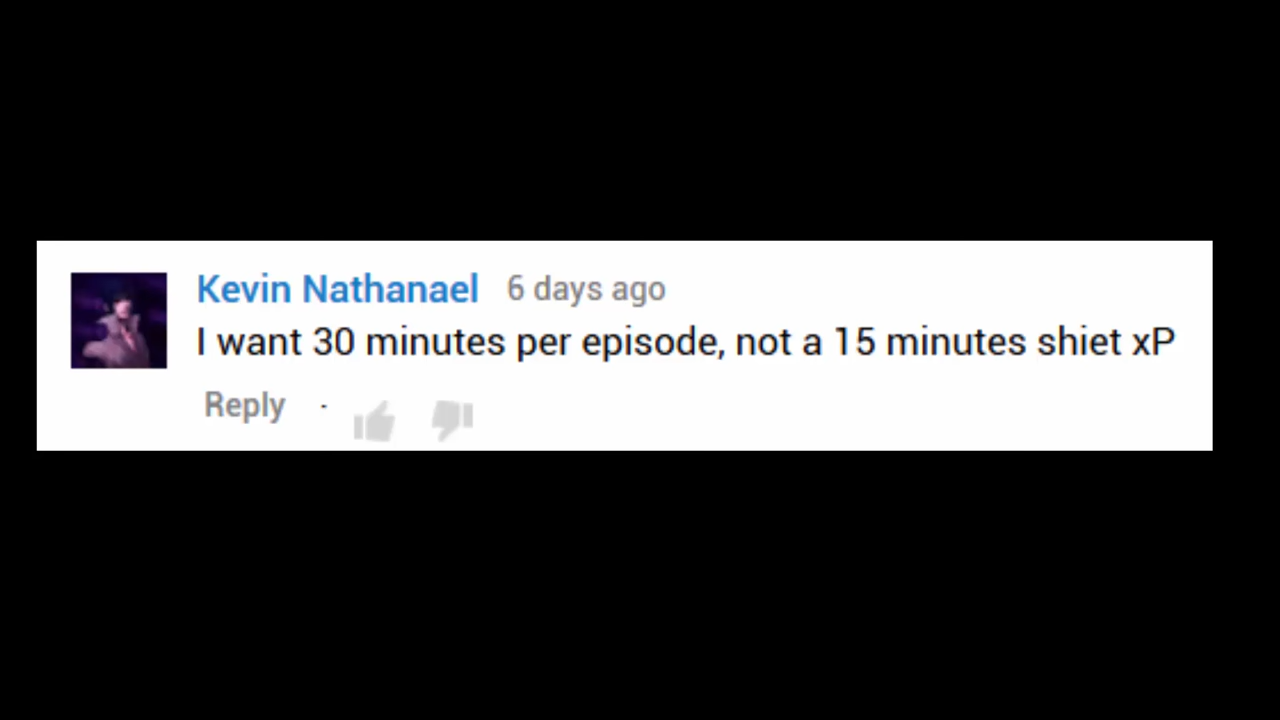 Kevin Nathanael 6 days ago
I want 30 minutes per episode, not a 15 minutes shiet xP
Reply ·